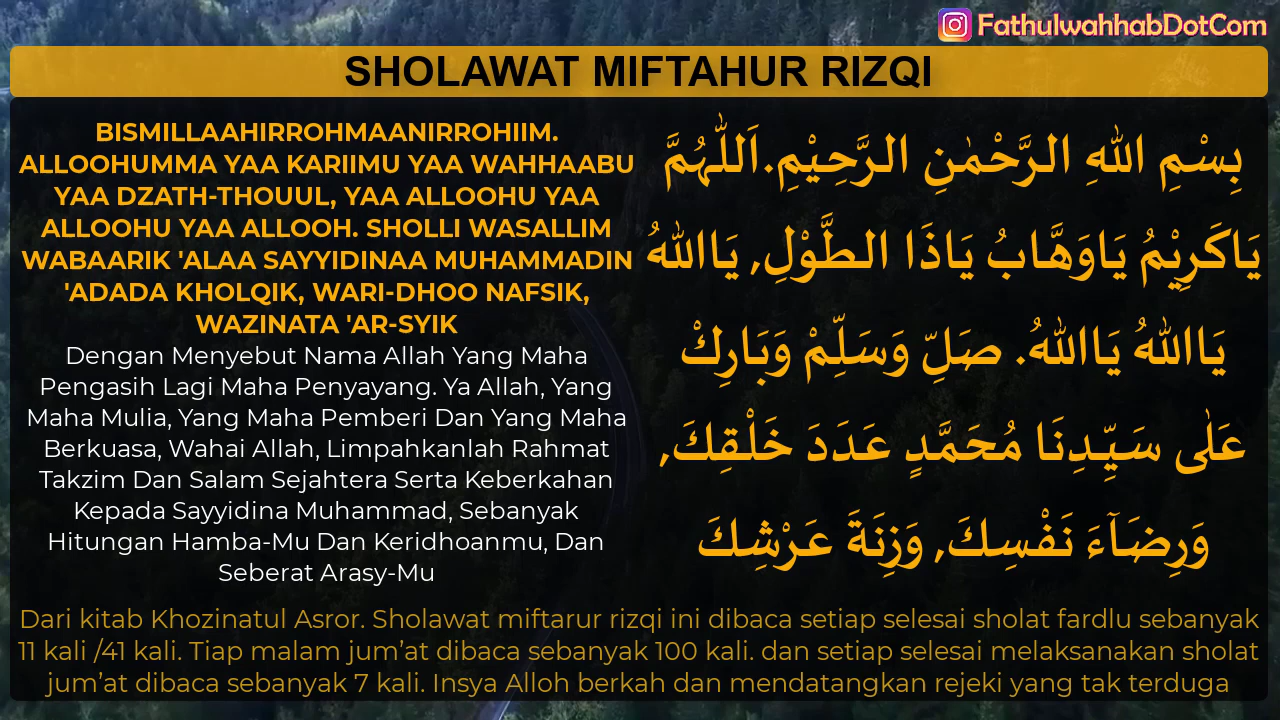 FathulwahhabDotCom
SHOLAWAT MIFTAHUR RIZQI
BISMILLAAHIRROHMAANIRROHIIM.
ALLOOHUMMA YAA KARIIMU YAA WAHHAABU
YAA DZATH-THOUUL, YAA ALLOOHU YAA
ALLOOHU YAA ALLOOH. SHOLLI WASALLIM
WABAARIK 'ALAA SAYYIDINAA MUHAMMADIN
'ADADA KHOLQIK, WARI-DHOO NAFSIK,
WAZINATA 'AR-SYIK
Dengan Menyebut Nama Allah Yang Maha
Pengasih Lagi Maha Penyayang. Ya Allah, Yang
Maha Mulia, Yang Maha Pemberi Dan Yang Maha
Berkuasa, Wahai Allah, Limpahkanlah Rahmat
Takzim Dan Salam Sejahtera Serta Keberkahan
Kepada Sayyidina Muhammad, Sebanyak
Hitungan Hamba-Mu Dan Keridhoanmu, Dan
Seberat Arasy-Mu
بِسْمِ اللهِ الرَّحْمٰنِ الرَّحِيْمِ.اَللّٰهُمَّ
يَاكَرِيْمُ يَاوَهَّابُ يَاذَا الطَّوْلِ, يَااللهُ
يَااللهُ يَااللهُ. صَلِّ وَسَلِّمْ وَبَارِكْ
عَلٰى سَيِّدِنَا مُحَمَّدٍ عَدَدَ خَلْقِكَ,
وَرِضَآءَ نَفْسِكَ, وَزِنَةَ عَرْشِكَ
Dari kitab Khozinatul Asror. Sholawat miftarur rizqi ini dibaca setiap selesai sholat fardlu sebanyak
11 kali /41 kali. Tiap malam jum’at dibaca sebanyak 100 kali. dan setiap selesai melaksanakan sholat
jum’at dibaca sebanyak 7 kali. Insya Alloh berkah dan mendatangkan rejeki yang tak terduga